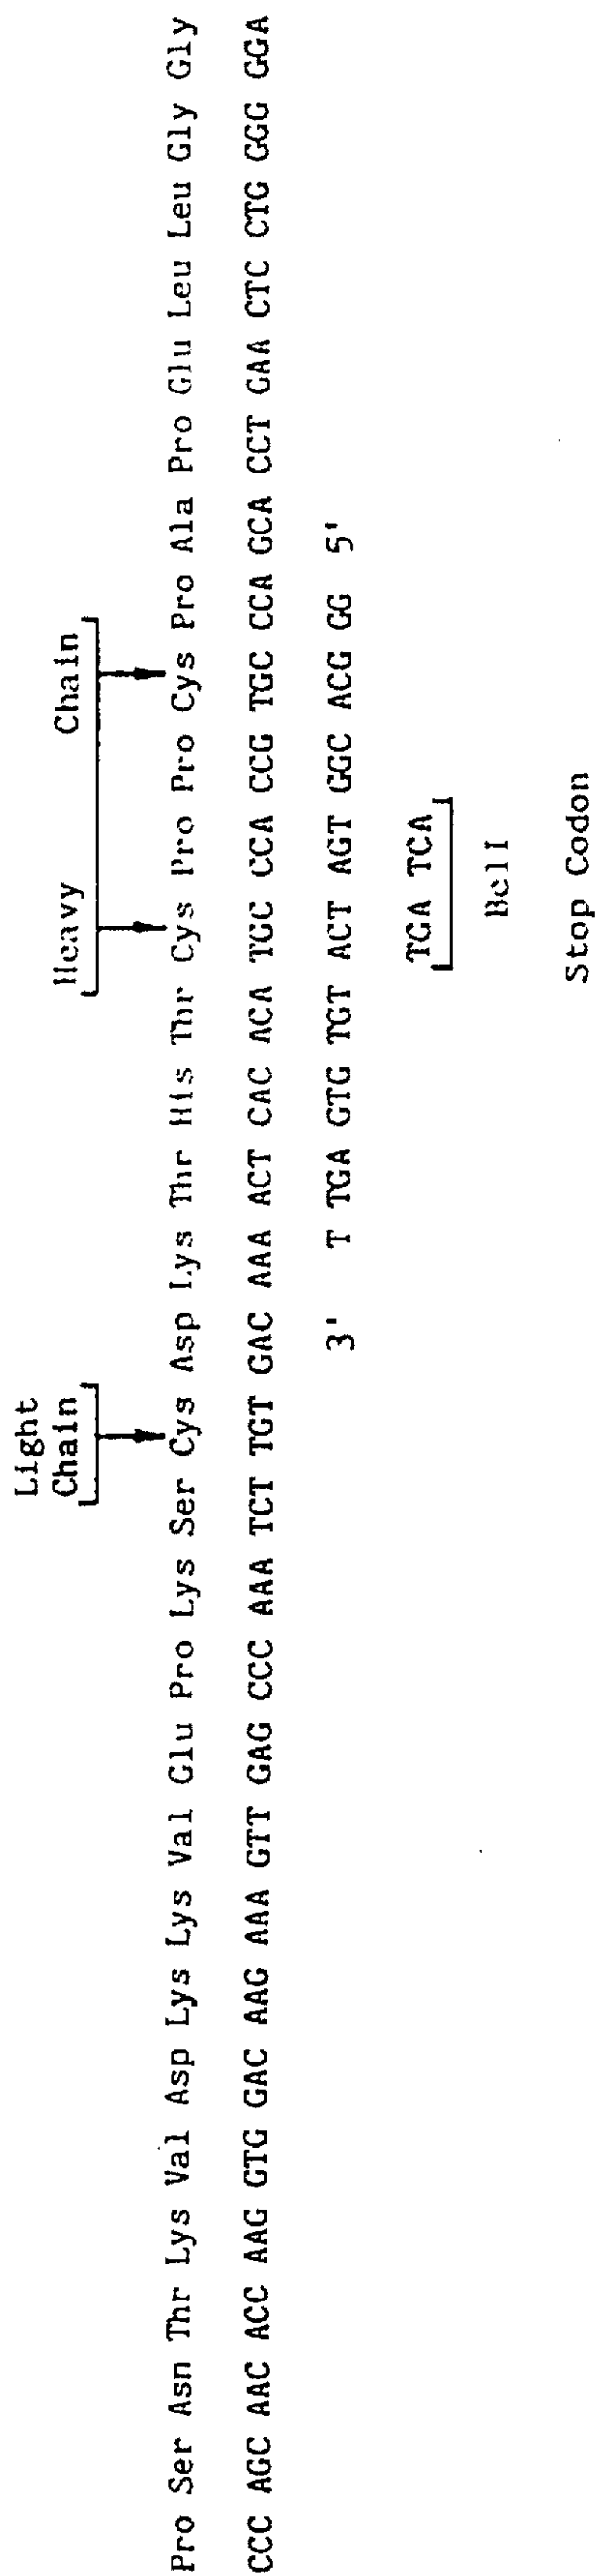 Light
Chain
Heavy Chain
Pro Ser Asn Thr Lys Val Asp Lys Lys Val Glu Pro Lys Ser Cys Asp Lys Thr His Thr Cys Pro Pro Cys Pro Ala Pro Glu Leu Leu Gly Gly
CCC AGC AAC ACC AAG GTG GAC AAG AAA GTT GAG CCC AAA TCT TGT GAC AAA ACT CAC ACA TGC CCA CCG TGC CCA GCA CCT GAA CTC CTG GGG GGA
3' T TGA GTG TGT ACT AGT GGC ACG GG 5'
TGA TCA
BclI
Stop Codon